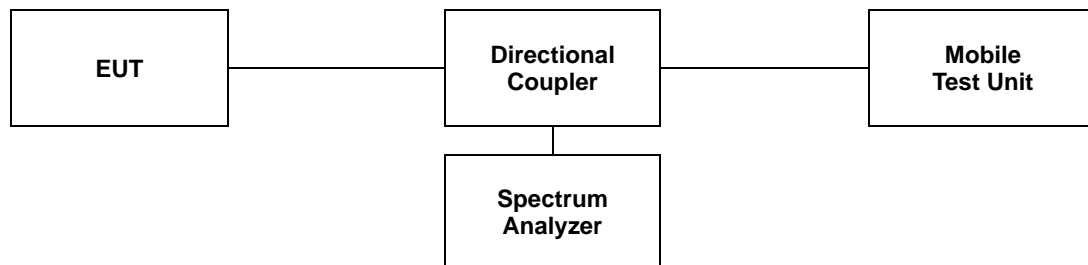 EUT
Directional
Coupler
Mobile
Test Unit
Spectrum
Analyzer